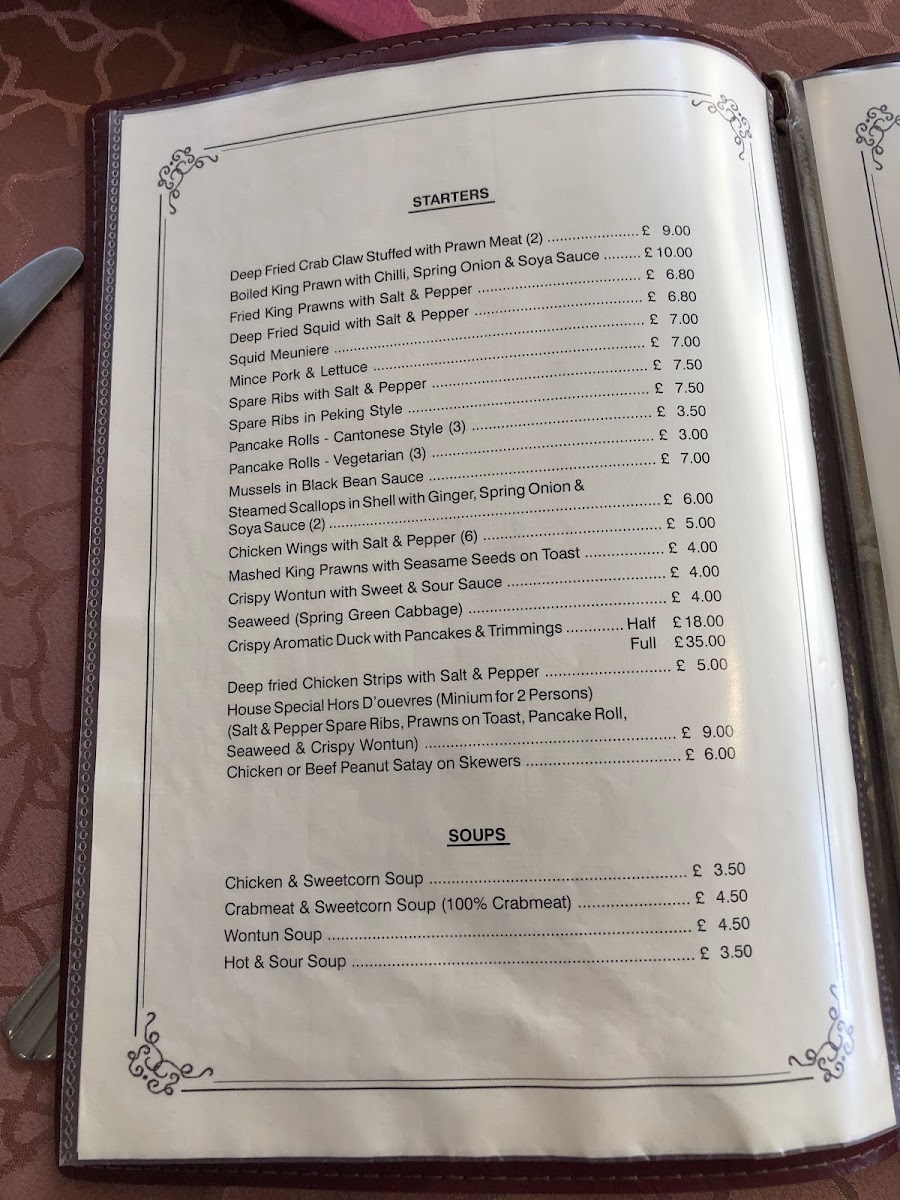 STARTERS
Deep Fried Crab Claw Stuffed with Prawn Meat (2) ...................... £ 9.00
Boiled King Prawn with Chilli, Spring Onion & Soya Sauce ......... £ 10.00
Fried King Prawns with Salt & Pepper ........................................ £ 6.80
Deep Fried Squid with Salt & Pepper ......................................... £ 6.80
Squid Meuniere ........................................................................... £ 7.00
Mince Pork & Lettuce .................................................................. £ 7.00
Spare Ribs with Salt & Pepper .................................................... £ 7.50
Spare Ribs in Peking Style .......................................................... £ 7.50
Pancake Rolls - Cantonese Style (3) ........................................... £ 3.50
Pancake Rolls - Vegetarian (3) .................................................... £ 3.00
Mussels in Black Bean Sauce ...................................................... £ 7.00
Steamed Scallops in Shell with Ginger, Spring Onion &
Soya Sauce (2) ............................................................................ £ 6.00
Chicken Wings with Salt & Pepper (6) ......................................... £ 5.00
Mashed King Prawns with Seasame Seeds on Toast ................... £ 4.00
Crispy Wontun with Sweet & Sour Sauce ..................................... £ 4.00
Seaweed (Spring Green Cabbage) ............................................... £ 4.00
Crispy Aromatic Duck with Pancakes & Trimmings ............. Half £18.00
Full £35.00
Deep fried Chicken Strips with Salt & Pepper .............................. £ 5.00
House Special Hors D'ouevres (Minium for 2 Persons)
(Salt & Pepper Spare Ribs, Prawns on Toast, Pancake Roll,
Seaweed & Crispy Wontun) ......................................................... £ 9.00
Chicken or Beef Peanut Satay on Skewers ................................... £ 6.00
SOUPS
Chicken & Sweetcorn Soup .......................................................... £ 3.50
Crabmeat & Sweetcorn Soup (100% Crabmeat) ......................... £ 4.50
Wontun Soup ............................................................................... £ 4.50
Hot & Sour Soup .......................................................................... £ 3.50